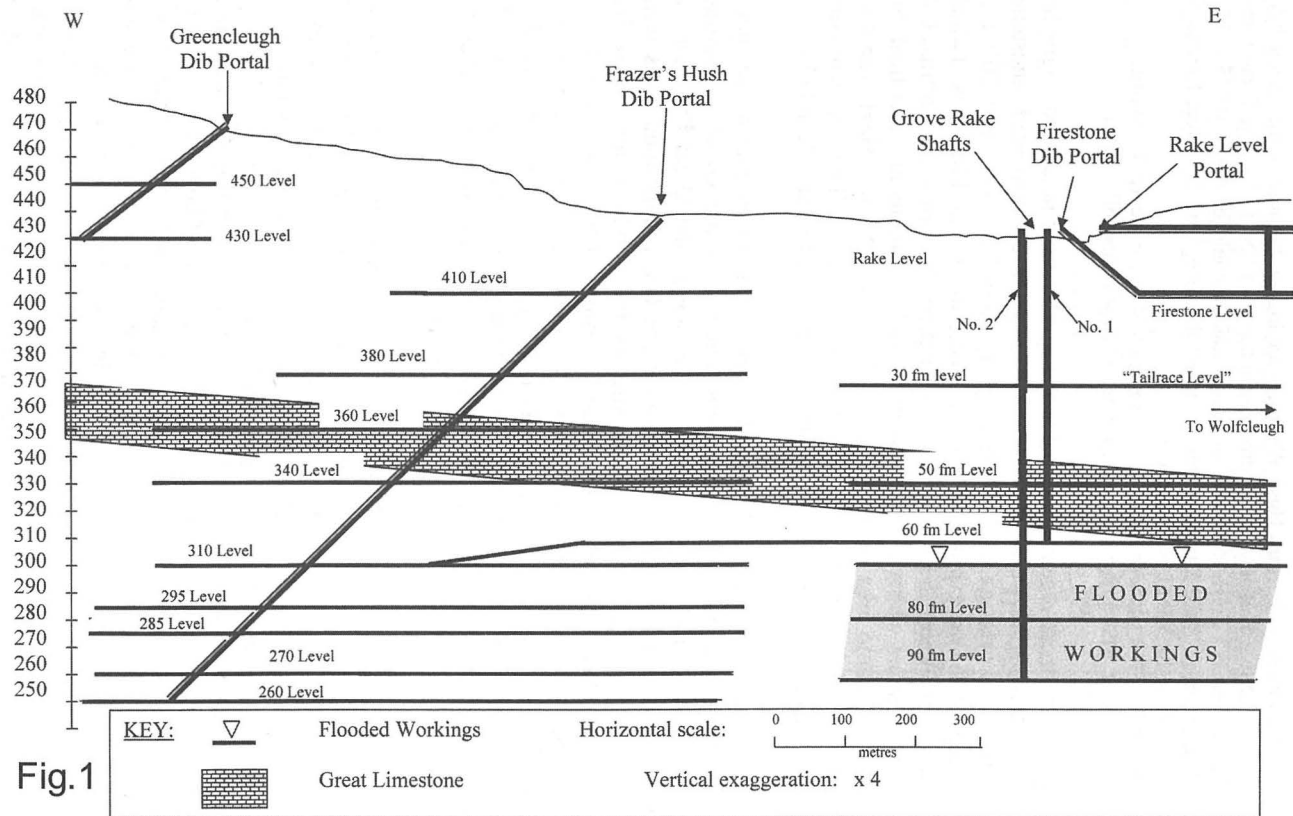 W
E
Greencleugh
Dib Portal
Frazer's Hush
Dib Portal
Grove Rake
Shafts
Firestone
Dib Portal
Rake Level
Portal
480
470
460
450
440
430
420
410
400
390
380
370
360
350
340
330
310
300
290
280
270
260
250
450 Level
430 Level
410 Level
380 Level
360 Level
340 Level
310 Level
295 Level
285 Level
270 Level
260 Level
Rake Level
No. 2
No. 1
Firestone Level
30 fm level
"Tailrace Level"
To Wolfcleugh
50 fm Level
60 fm Level
80 fm Level
FLOODED
90 fm Level
WORKINGS
KEY:
Flooded Workings
Great Limestone
Horizontal scale:
0 100 200 300
metres
Vertical exaggeration: x 4
Fig.1